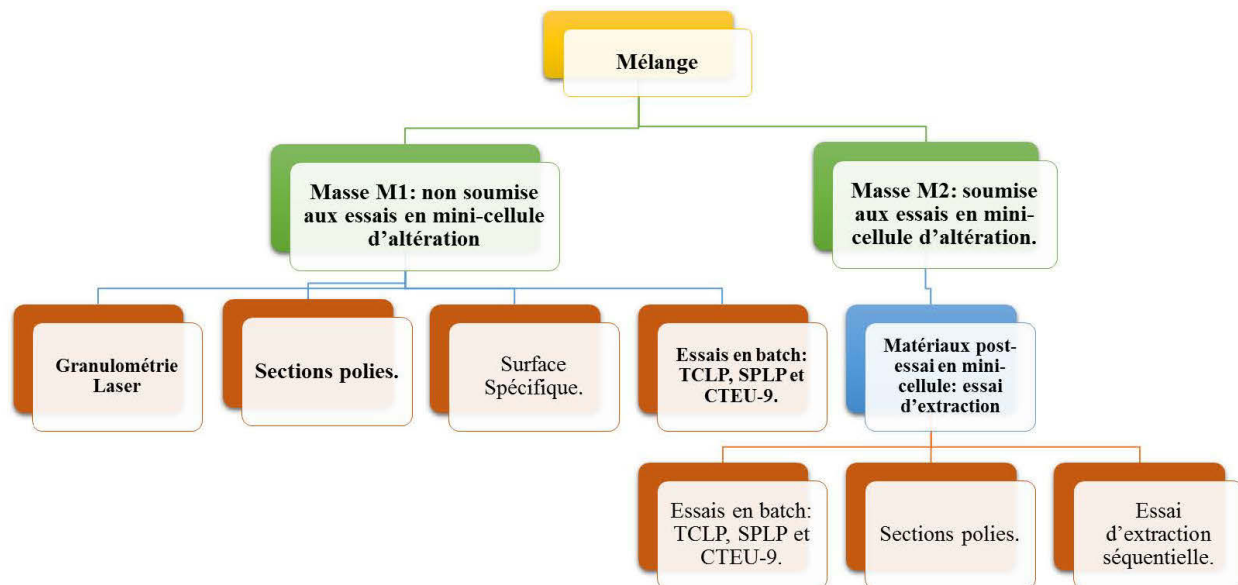 Mélange
Masse M1: non soumise
aux essais en mini-cellule
d’altération
Masse M2: soumise
aux essais en mini-
cellule d’altération.
Granulométrie
Laser
Sections polies.
Surface
Spécifique.
Essais en batch:
TCLP, SPLP et
CTEU-9.
Matériaux post-
essai en mini-
cellule: essai
d’extraction
Essais en batch:
TCLP, SPLP et
CTEU-9.
Sections polies.
Essai
d’extraction
séquentielle.